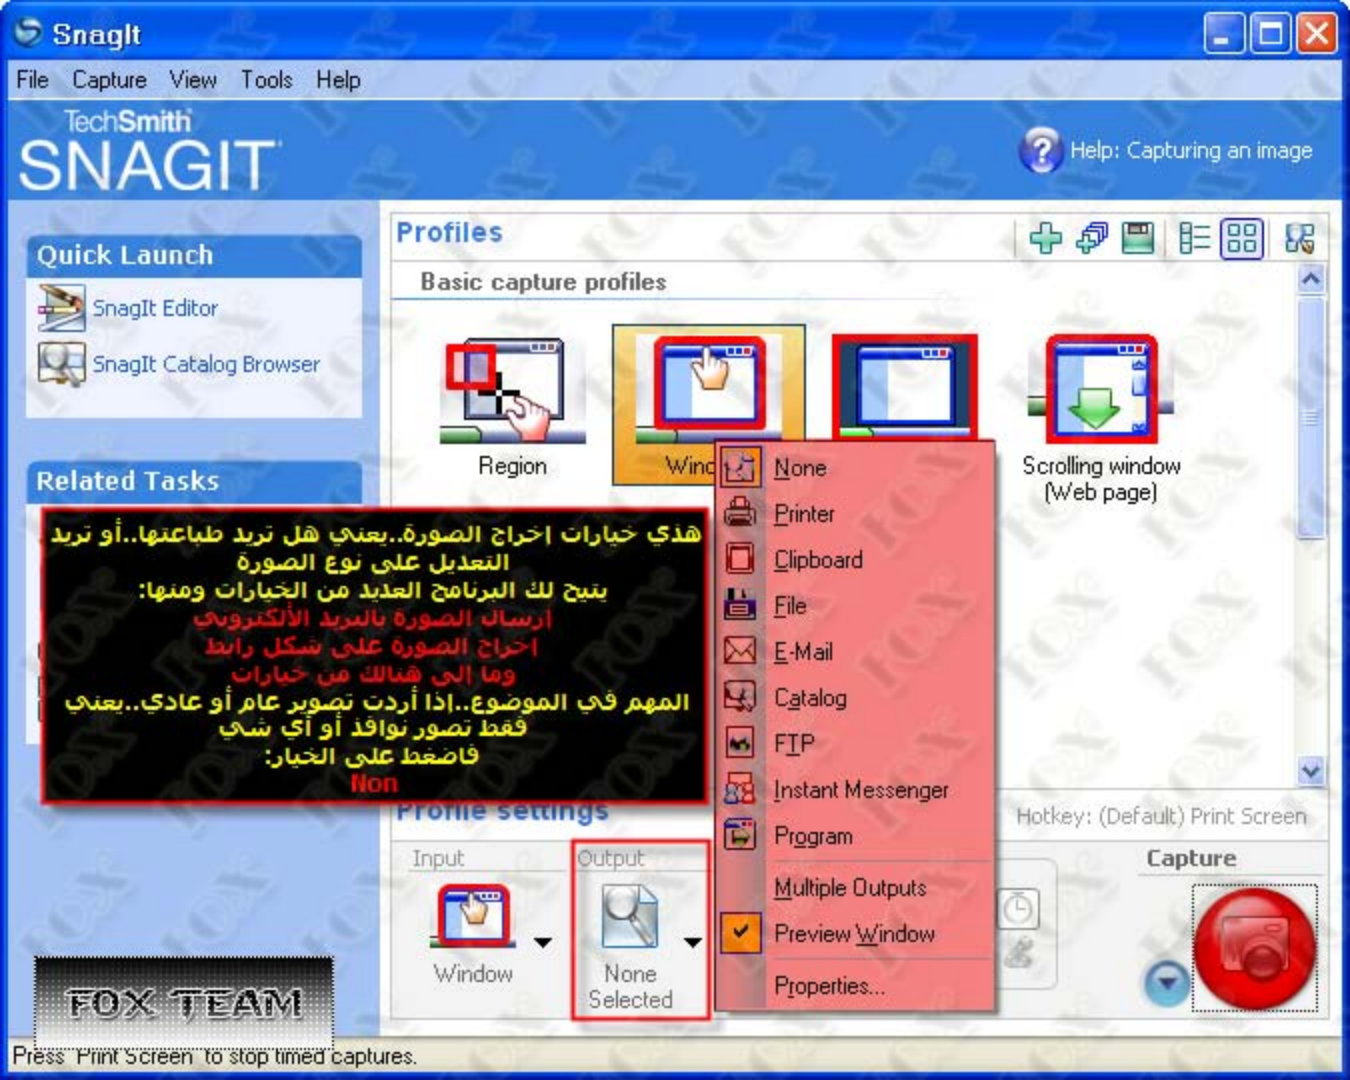 SnagIt
File Capture View Tools Help
TechSmith
SNAGIT
Help: Capturing an image
Quick Launch
SnagIt Editor
SnagIt Catalog Browser
Related Tasks
Profiles
Basic capture profiles
Region
Wind
Scrolling window
(Web page)
هذي خيارات إخراج الصورة..يعني هل تريد طباعتها..أو تريد
التعديل على نوع الصورة
يتيح لك البرنامج العديد من الخيارات ومنها:
إرسال الصورة بالبريد الألكتروني
اخراج الصورة على شكل رابط
وما إلى هنالك من خيارات
المهم في الموضوع..إذا أردت تصوير عام أو عادي..يعني
فقط تصور نوافذ أو أي شي
فاضغط على الخيار:
Non
None
Printer
Clipboard
File
E-Mail
Catalog
FTP
Instant Messenger
Program
Multiple Outputs
Preview Window
Properties...
Profile settings
Hotkey: (Default) Print Screen
Input
Window
Output
None
Selected
Capture
FOX TEAM
Press 'Print Screen' to stop timed captures.